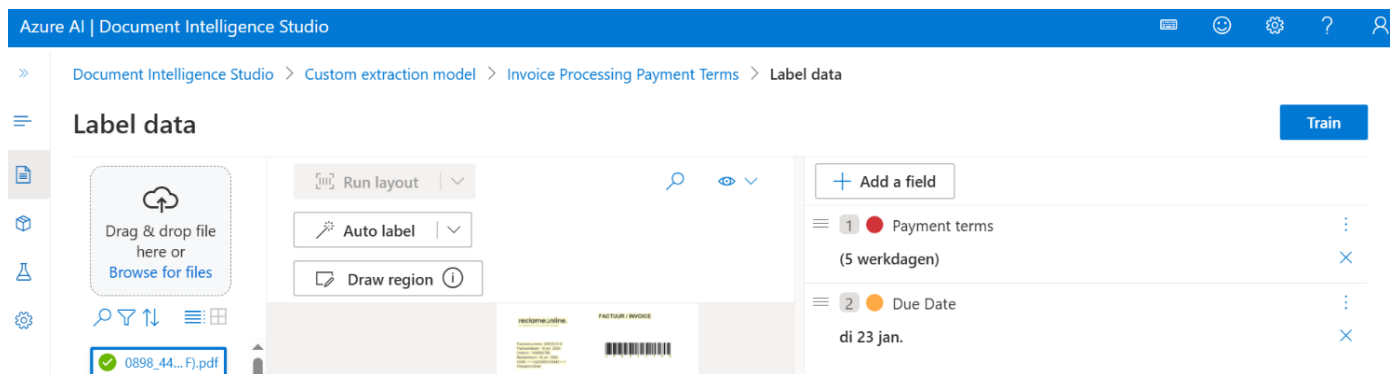 Azure AI | Document Intelligence Studio
Document Intelligence Studio > Custom extraction model > Invoice Processing Payment Terms > Label data
Label data
Train
Drag & drop file
here or
Browse for files
0898_44... F).pdf
Run layout
Auto label
Draw region
reclameonline.
FACTUUR / INVOICE
+ Add a field
1 Payment terms
(5 werkdagen)
2 Due Date
di 23 jan.